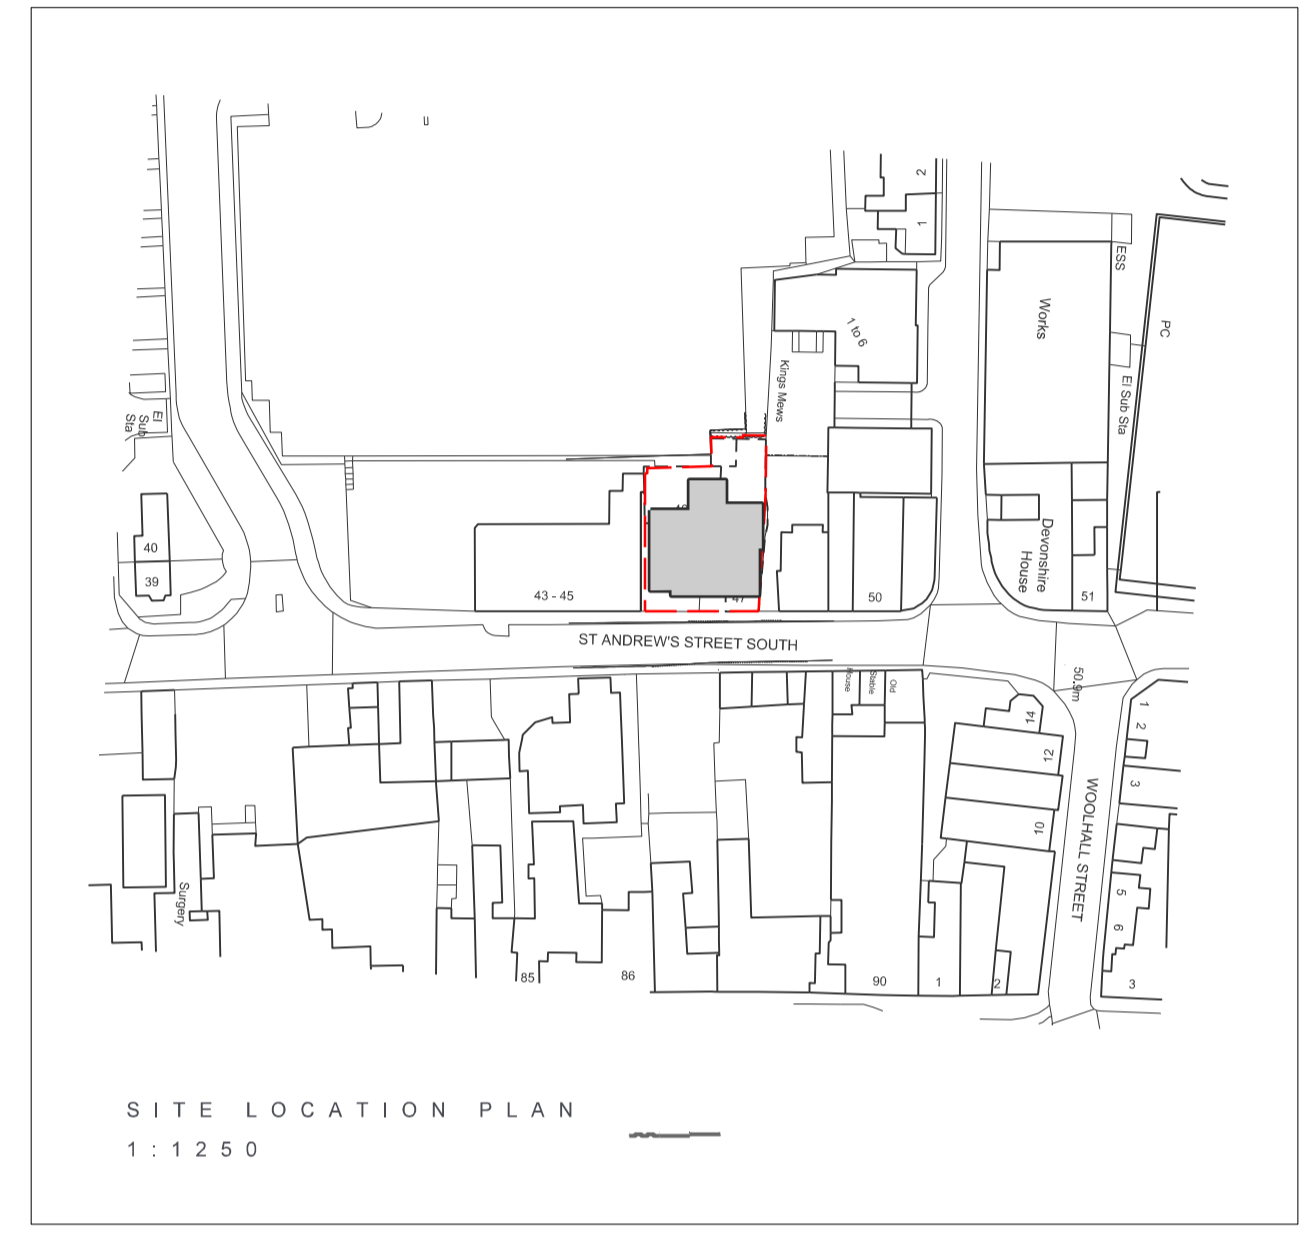 2
1
ESS
Works
PC
1 to 6
Kings Mews
El Sub Sta
El
Sub
Sta
40
39
43 - 45
47
50
Devonshire
House
51
ST ANDREW'S STREET SOUTH
House
Stable
Old
50.9m
14
12
10
1
2
3
5
6
3
WOOLHALL STREET
Surgery
85
86
90
1
2
SITE LOCATION PLAN
1:1250